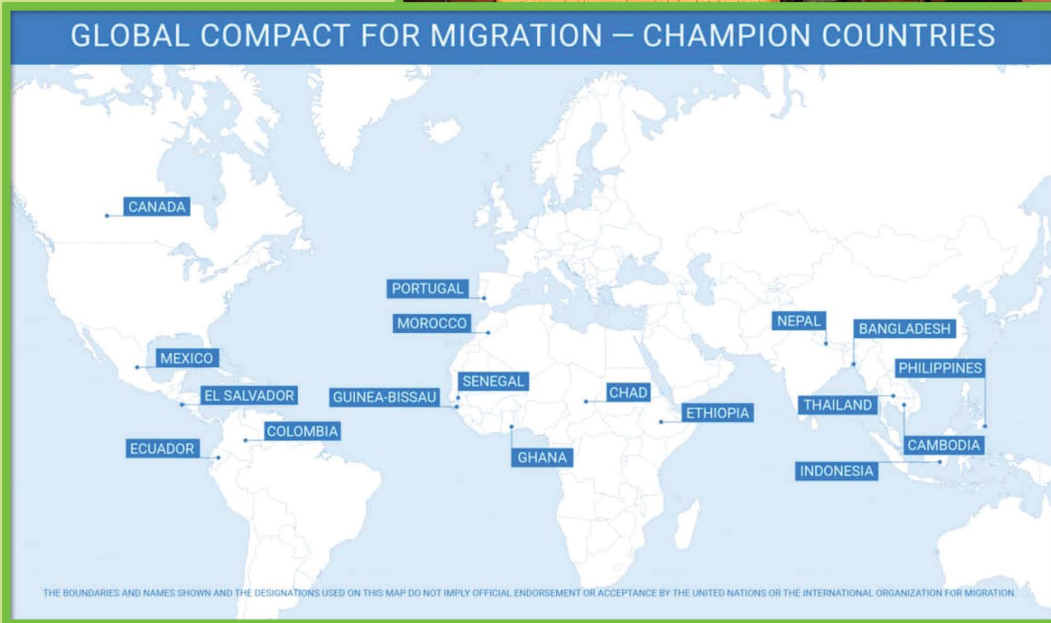 GLOBAL COMPACT FOR MIGRATION — CHAMPION COUNTRIES
CANADA
PORTUGAL
MOROCCO
NEPAL
BANGLADESH
MEXICO
PHILIPPINES
EL SALVADOR
GUINEA-BISSAU
SENEGAL
CHAD
THAILAND
ETHIOPIA
COLOMBIA
ECUADOR
GHANA
CAMBODIA
INDONESIA
THE BOUNDARIES AND NAMES SHOWN AND THE DESIGNATIONS USED ON THIS MAP DO NOT IMPLY OFFICIAL ENDORSEMENT OR ACCEPTANCE BY THE UNITED NATIONS OR THE INTERNATIONAL ORGANIZATION FOR MIGRATION.